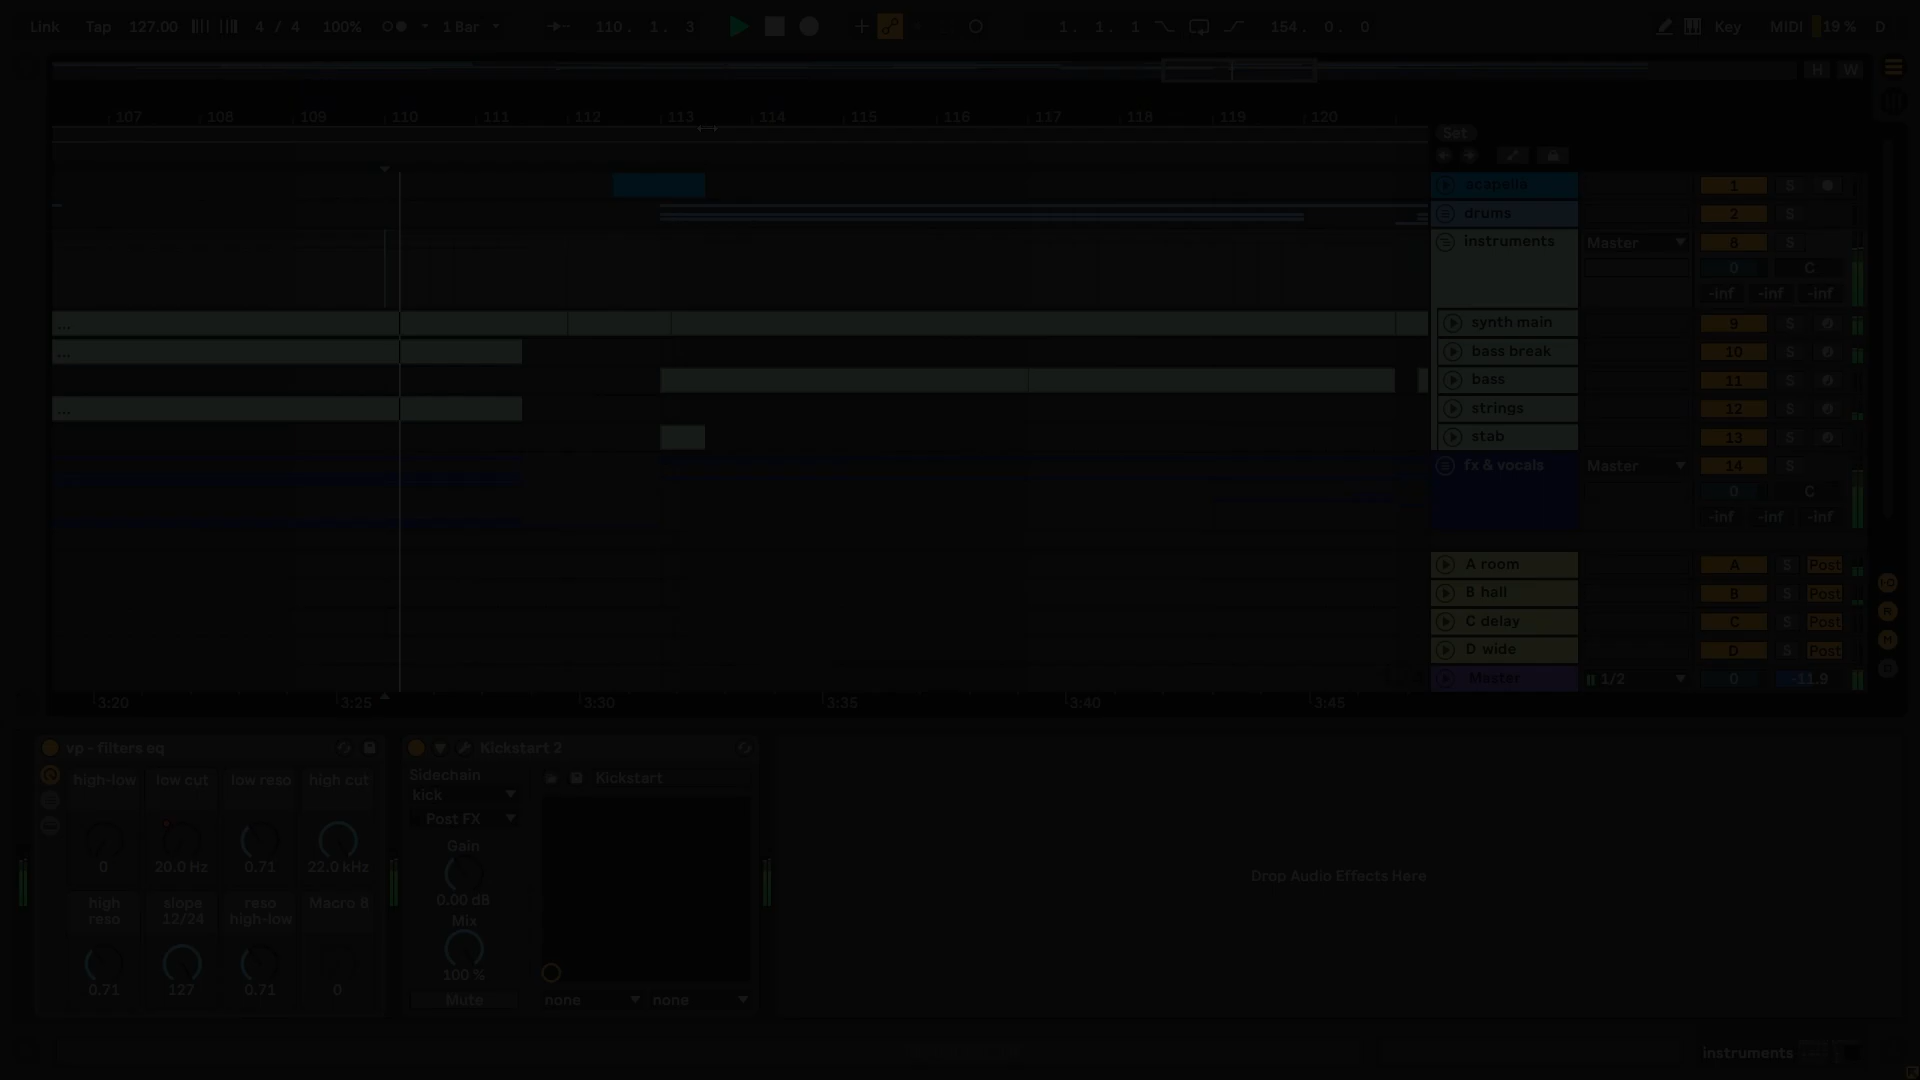 Link Tap 127.00 4 / 4 100% 1 Bar 110. 1. 3 1. 1. 1 154. 0. 0 Key MIDI 19 % D
H W
107 108 109 110 111 112 113 114 115 116 117 118 119 120
Set
acapella 1 S
drums 2 S
instruments Master 8 S
0 C
-inf -inf -inf
... synth main 9 S
... bass break 10 S
bass 11 S
... strings 12 S
stab 13 S
fx & vocals Master 14 S
0 C
-inf -inf -inf
A room A S Post
B hall B S Post
C delay C S Post
D wide D S Post
Master 1/2 0 -11.9
3:20 3:25 3:30 3:35 3:40 3:45
vp - filters eq
high-low low cut low reso high cut
0 20.0 Hz 0.71 22.0 kHz
high reso slope 12/24 reso high-low Macro 8
0.71 127 0.71 0
Kickstart 2
Sidechain
kick
Post FX
Gain
0.00 dB
Mix
100 %
Mute
Kickstart
none none
Drop Audio Effects Here
instruments